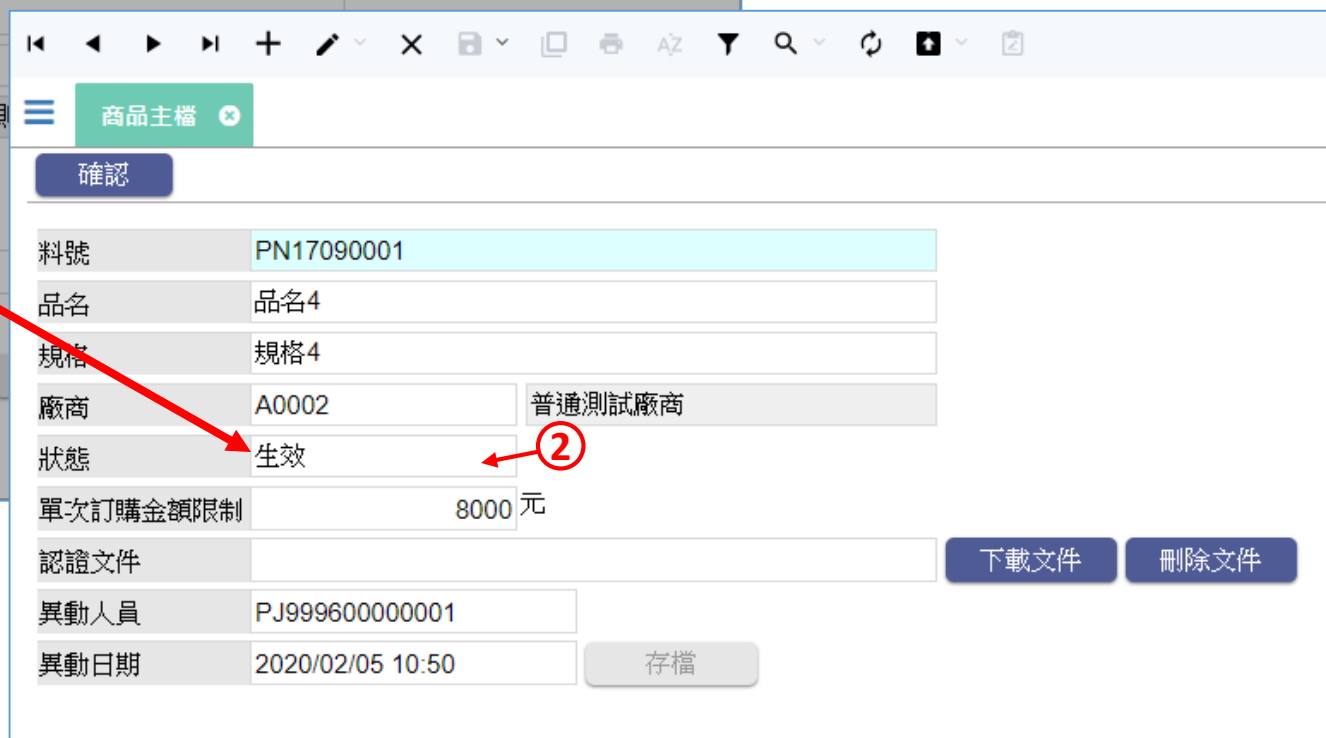 商品主檔
確認
料號 PN17090001
品名 品名4
規格 規格4
廠商 A0002 普通測試廠商
狀態 生效 ②
單次訂購金額限制 8000 元
認證文件 下載文件 刪除文件
異動人員 PJ999600000001
異動日期 2020/02/05 10:50 存檔